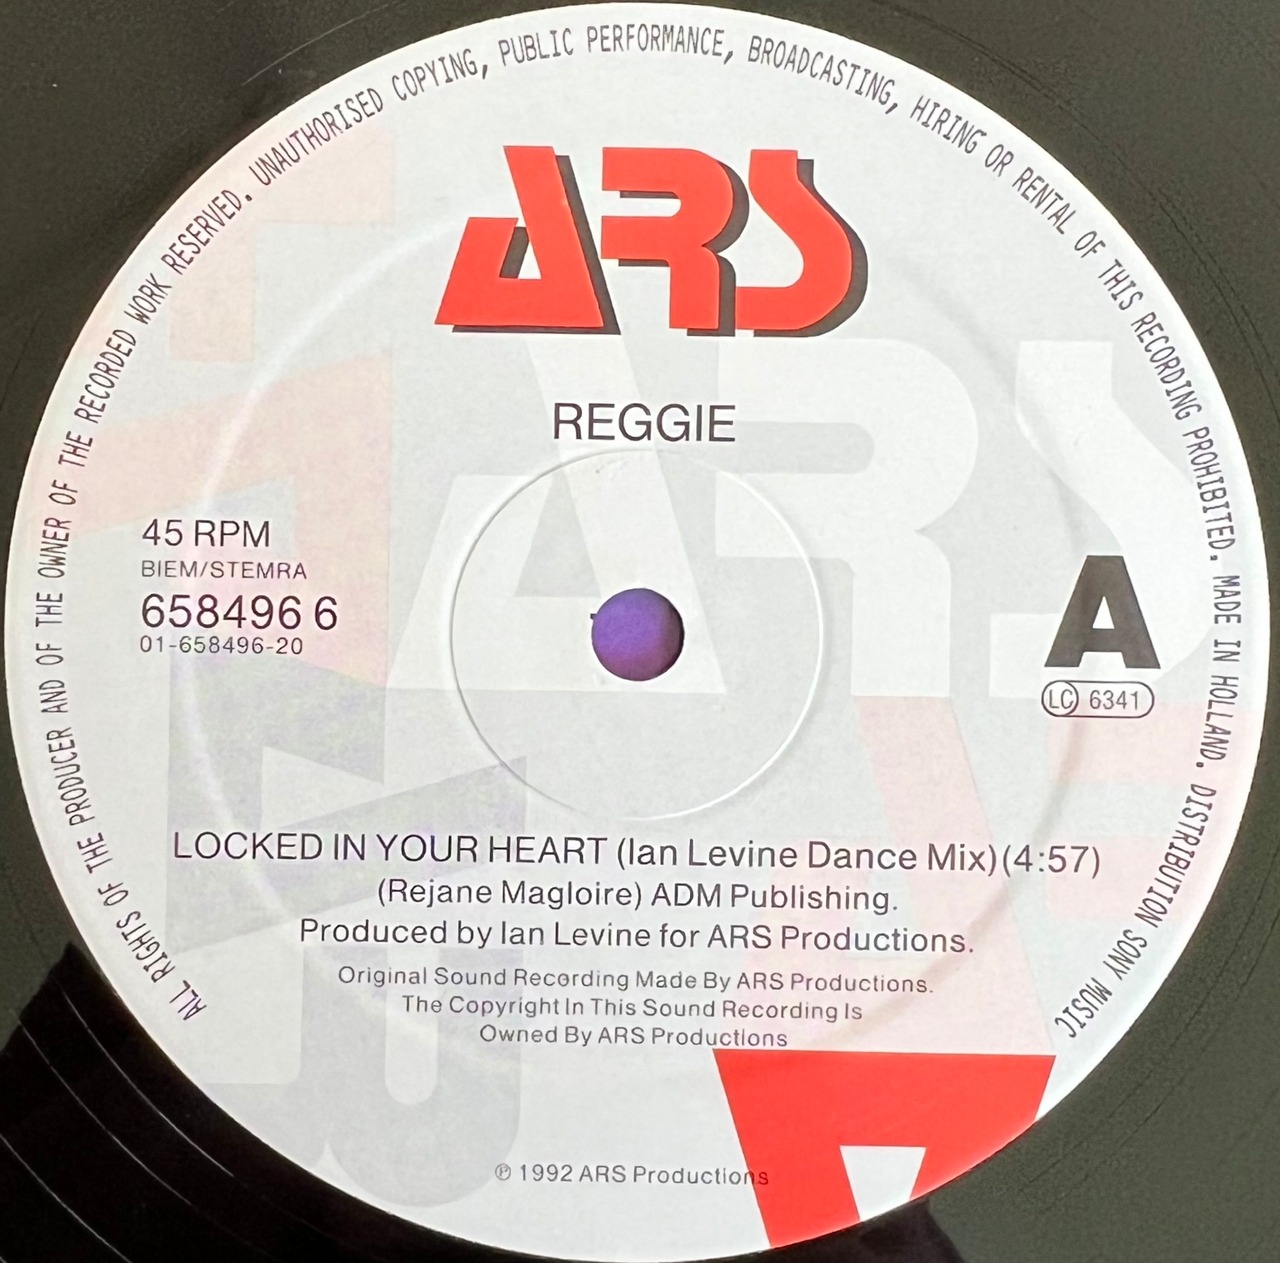 ALL RIGHTS OF THE PRODUCER AND OF THE OWNER OF THE RECORDED WORK RESERVED. UNAUTHORISED COPYING, PUBLIC PERFORMANCE, BROADCASTING, HIRING OR RENTAL OF THIS RECORDING PROHIBITED. MADE IN HOLLAND. DISTRIBUTION SONY MUSIC
ARS
REGGIE
45 RPM
BIEM/STEMRA
658496 6
01-658496-20
A
LC 6341
LOCKED IN YOUR HEART (Ian Levine Dance Mix) (4:57)
(Rejane Magloire) ADM Publishing.
Produced by Ian Levine for ARS Productions.
Original Sound Recording Made By ARS Productions.
The Copyright In This Sound Recording Is
Owned By ARS Productions
℗ 1992 ARS Productions